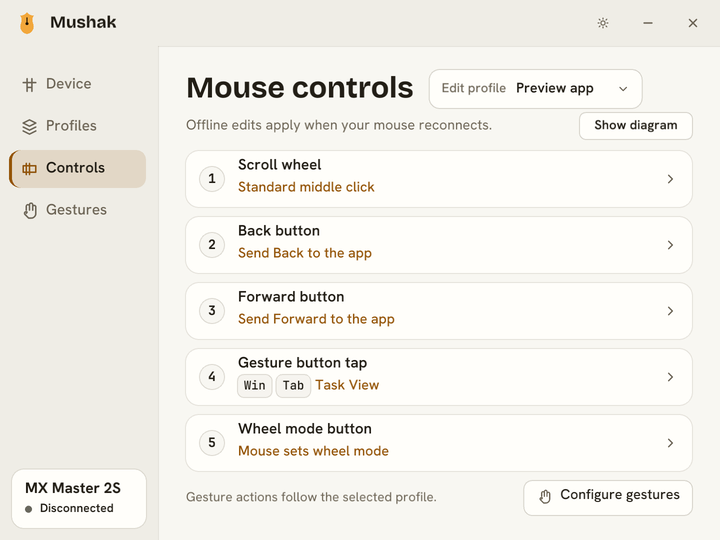 Mushak
Device
Profiles
Controls
Gestures
MX Master 2S
Disconnected
Mouse controls
Edit profile Preview app
Offline edits apply when your mouse reconnects.
Show diagram
1 Scroll wheel
Standard middle click
2 Back button
Send Back to the app
3 Forward button
Send Forward to the app
4 Gesture button tap
Win Tab Task View
5 Wheel mode button
Mouse sets wheel mode
Gesture actions follow the selected profile.
Configure gestures